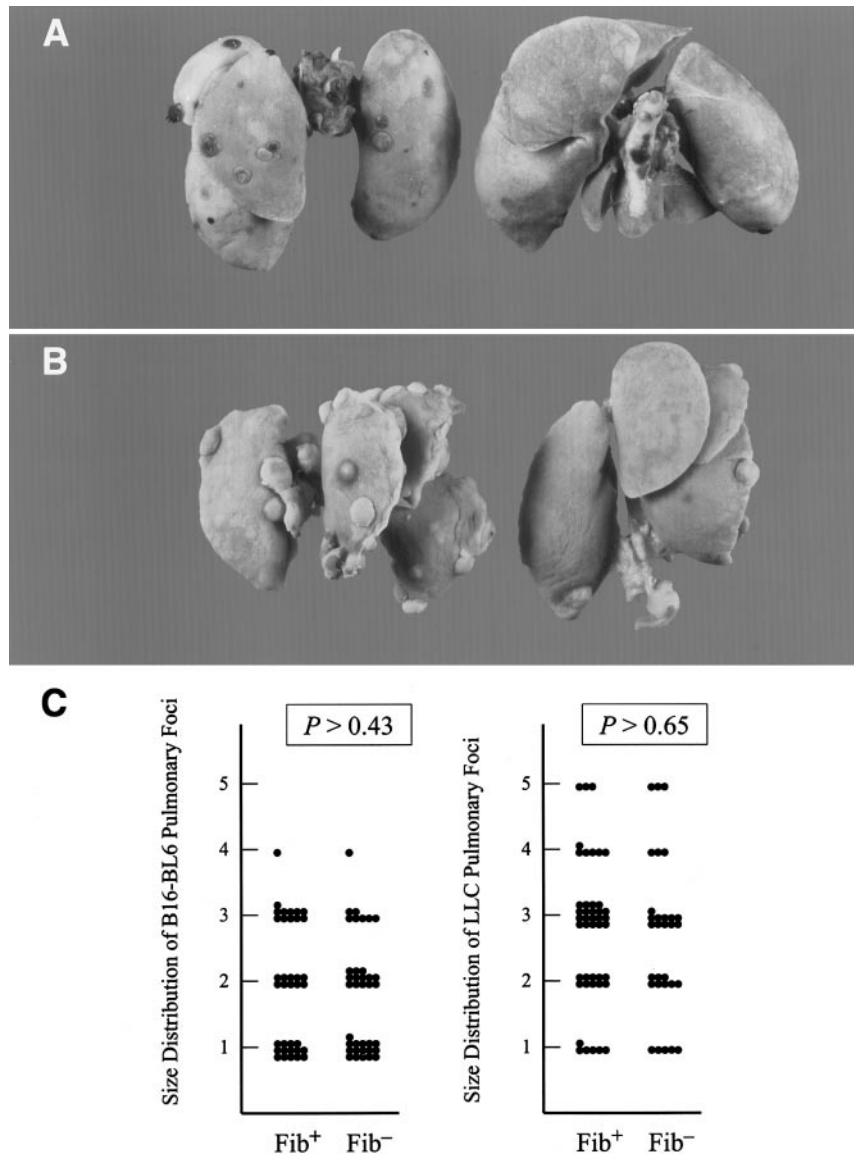 A
B
C
Size Distribution of B16-BL6 Pulmonary Foci
P > 0.43
5
4
3
2
1
Fib⁺ Fib⁻
Size Distribution of LLC Pulmonary Foci
P > 0.65
5
4
3
2
1
Fib⁺ Fib⁻